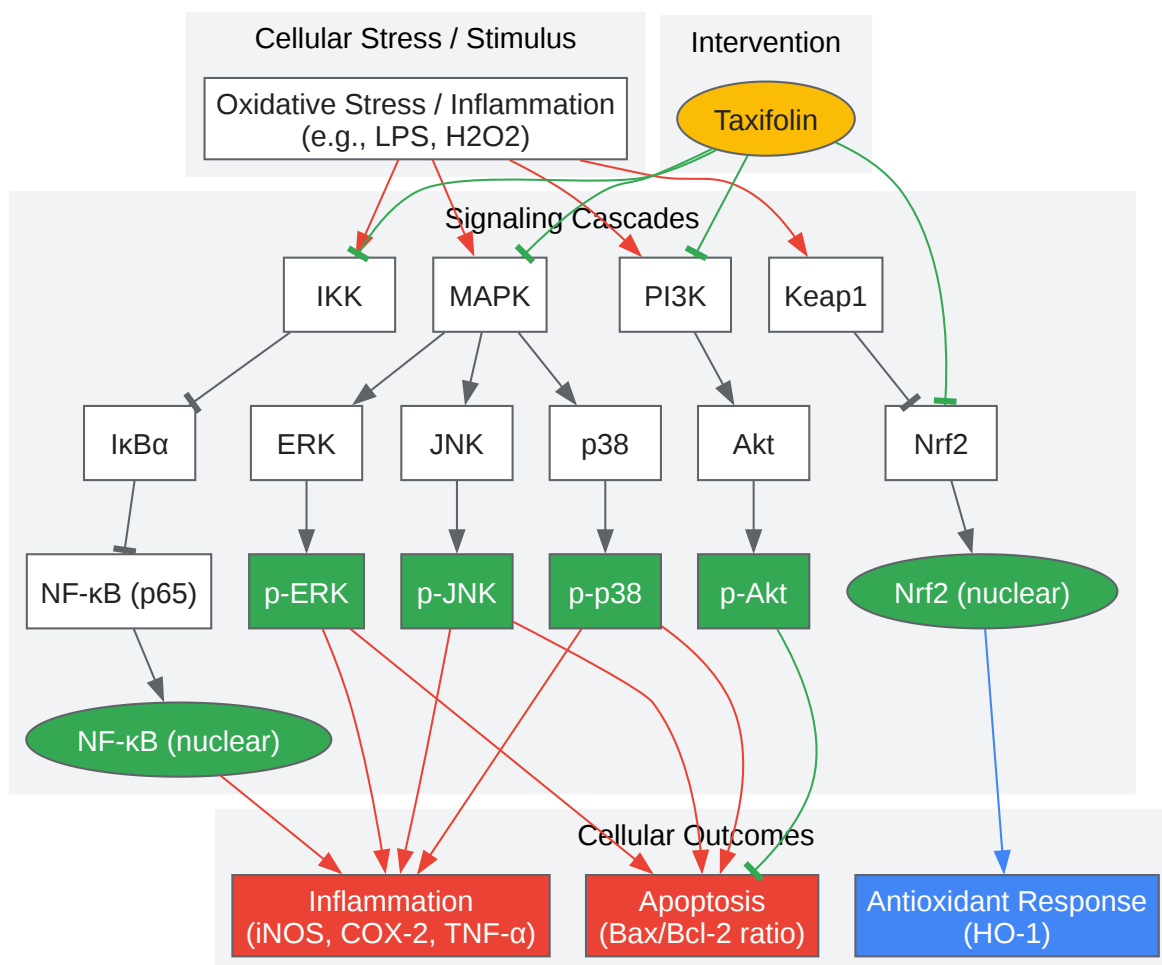 Cellular Stress / Stimulus
Intervention
Oxidative Stress / Inflammation
(e.g., LPS, H2O2)
Taxifolin
Signaling Cascades
IKK
MAPK
PI3K
Keap1
IκBα
ERK
JNK
p38
Akt
Nrf2
NF-κB (p65)
p-ERK
p-JNK
p-p38
p-Akt
Nrf2 (nuclear)
NF-κB (nuclear)
Cellular Outcomes
Inflammation
(iNOS, COX-2, TNF-α)
Apoptosis
(Bax/Bcl-2 ratio)
Antioxidant Response
(HO-1)